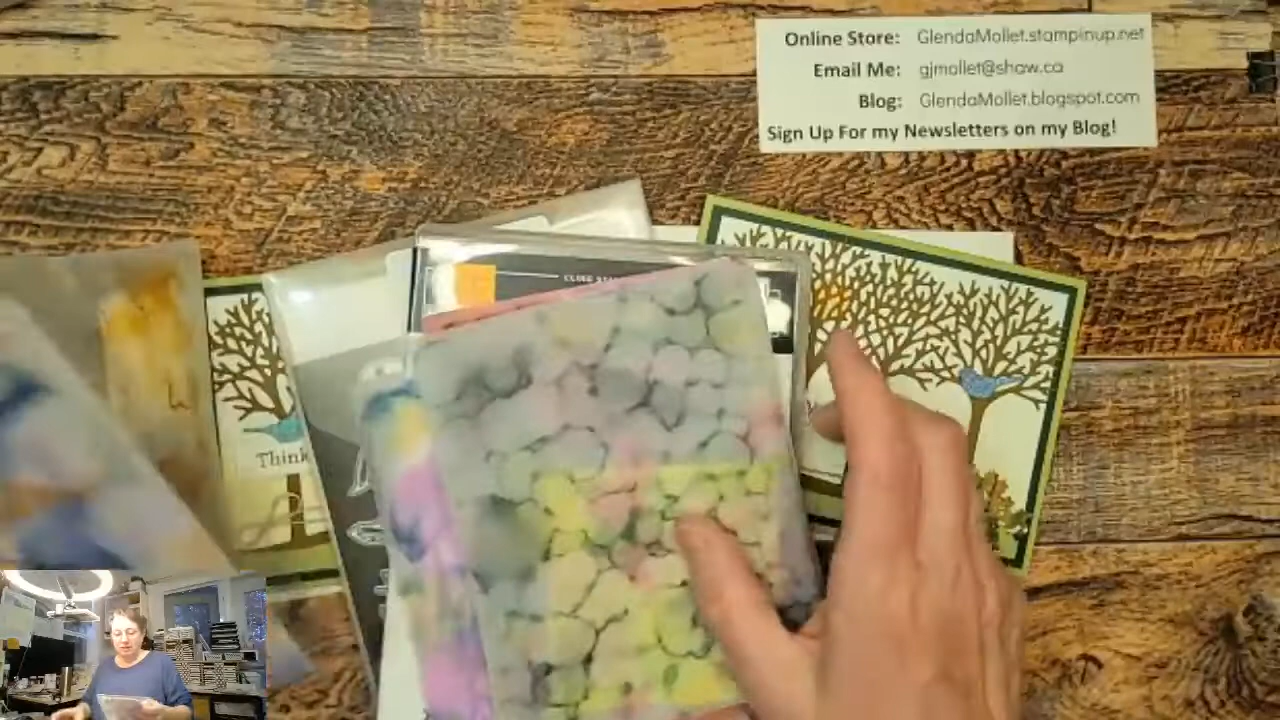 Online Store: GlendaMollet.stampinup.net
Email Me: gjmollet@shaw.ca
Blog: GlendaMollet.blogspot.com
Sign Up For my Newsletters on my Blog!
Think